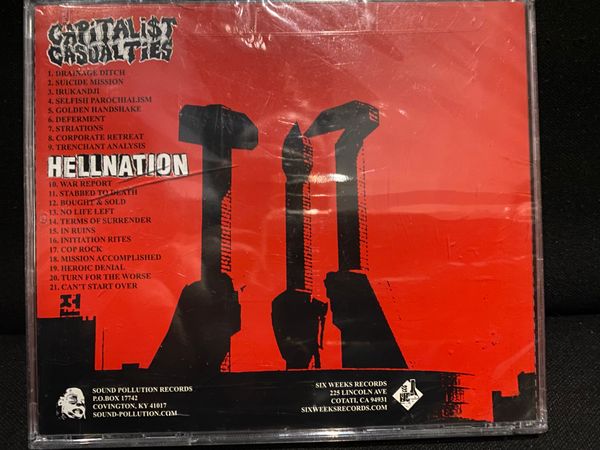 CAPITALI$T
CASUALTIES
1. DRAINAGE DITCH
2. SUICIDE MISSION
3. IRUKANDJI
4. SELFISH PAROCHIALISM
5. GOLDEN HANDSHAKE
6. DEFERMENT
7. STRIATIONS
8. CORPORATE RETREAT
9. TRENCHANT ANALYSIS
HELLNATION
10. WAR REPORT
11. STABBED TO DEATH
12. BOUGHT & SOLD
13. NO LIFE LEFT
14. TERMS OF SURRENDER
15. IN RUINS
16. INITIATION RITES
17. COP ROCK
18. MISSION ACCOMPLISHED
19. HEROIC DENIAL
20. TURN FOR THE WORSE
21. CAN'T START OVER
SOUND POLLUTION RECORDS
P.O.BOX 17742
COVINGTON, KY 41017
SOUND-POLLUTION.COM
SIX WEEKS RECORDS
225 LINCOLN AVE
COTATI, CA 94931
SIXWEEKSRECORDS.COM